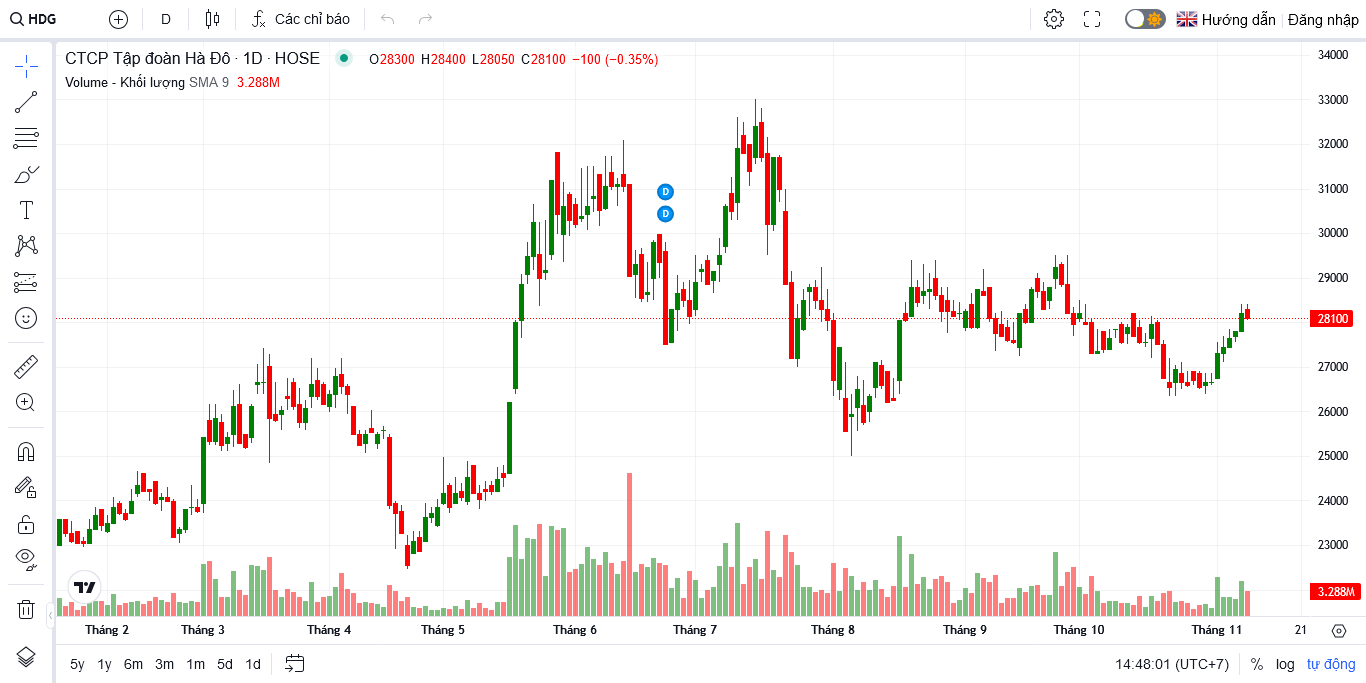 HDG D Các chỉ báo Hướng dẫn Đăng nhập
CTCP Tập đoàn Hà Đô · 1D · HOSE O28300 H28400 L28050 C28100 −100 (−0.35%)
Volume - Khối lượng SMA 9 3.288M
34000
33000
32000
31000
30000
29000
28100
27000
26000
25000
24000
23000
3.288M
D
D
Tháng 2 Tháng 3 Tháng 4 Tháng 5 Tháng 6 Tháng 7 Tháng 8 Tháng 9 Tháng 10 Tháng 11 21
5y 1y 6m 3m 1m 5d 1d 14:48:01 (UTC+7) % log tự động